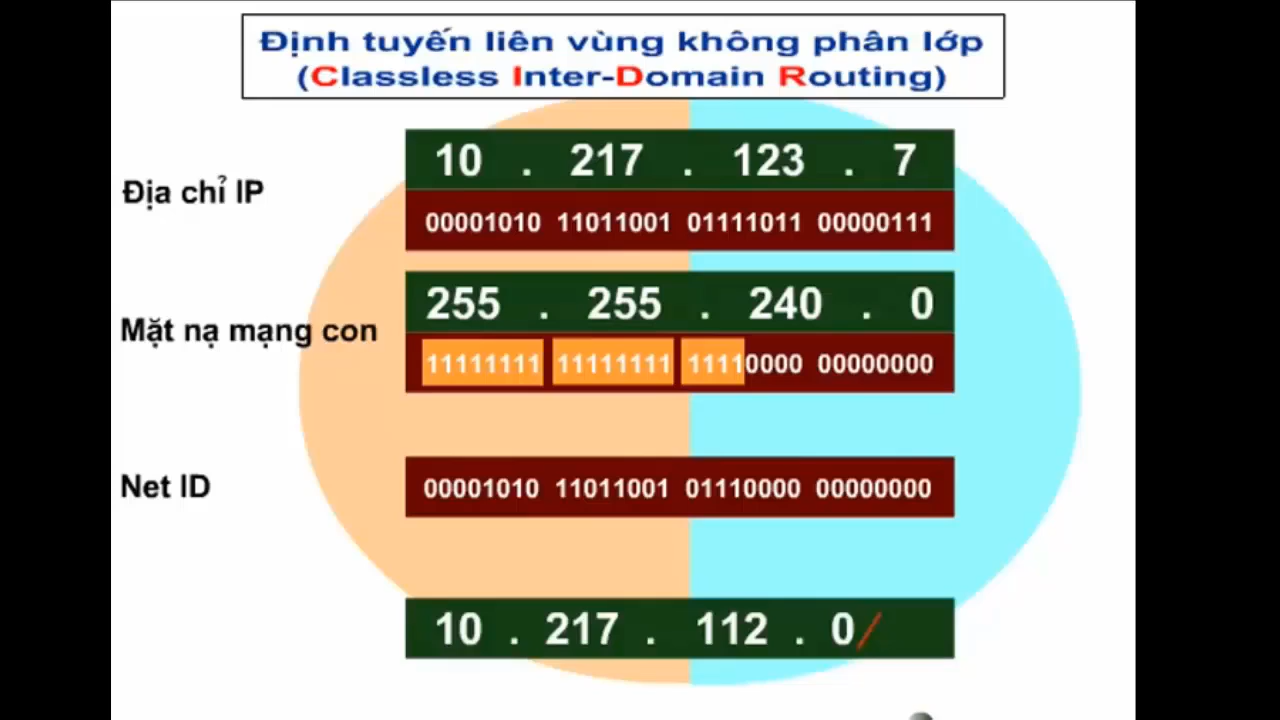 Định tuyến liên vùng không phân lớp
(Classless Inter-Domain Routing)
10 . 217 . 123 . 7
Địa chỉ IP
00001010 11011001 01111011 00000111
255 . 255 . 240 . 0
Mặt nạ mạng con
11111111 11111111 11110000 00000000
Net ID
00001010 11011001 01110000 00000000
10 . 217 . 112 . 0/